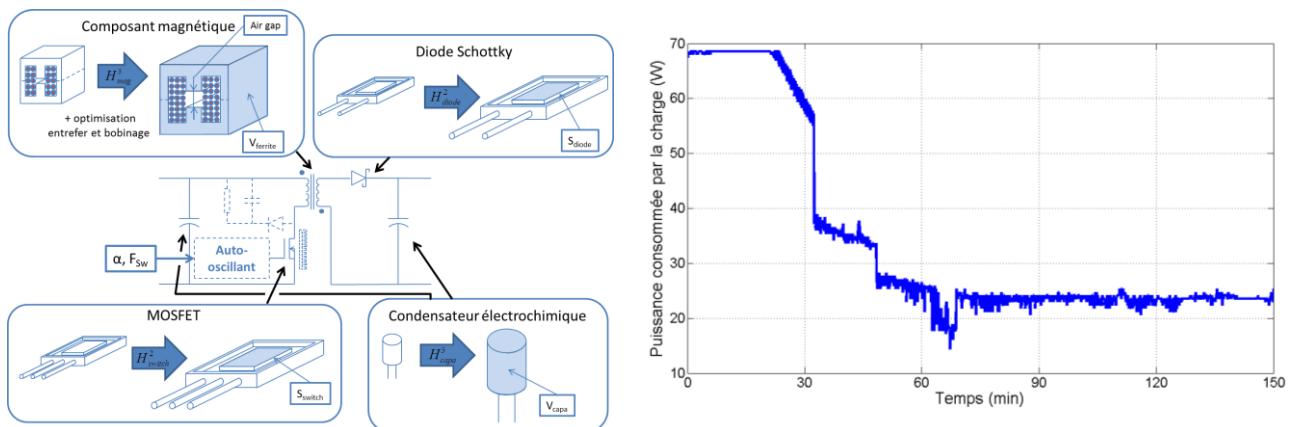 Composant magnétique
Air gap
H³mag
+ optimisation
entrefer et bobinage
Vferrite
Diode Schottky
H²diode
Sdiode
α, FSw
Auto-
oscillant
MOSFET
H²switch
Sswitch
Condensateur électrochimique
H³capa
Vcapa
Puissance consommée par la charge (W)
70
60
50
40
30
20
10
0
30
60
90
120
150
Temps (min)